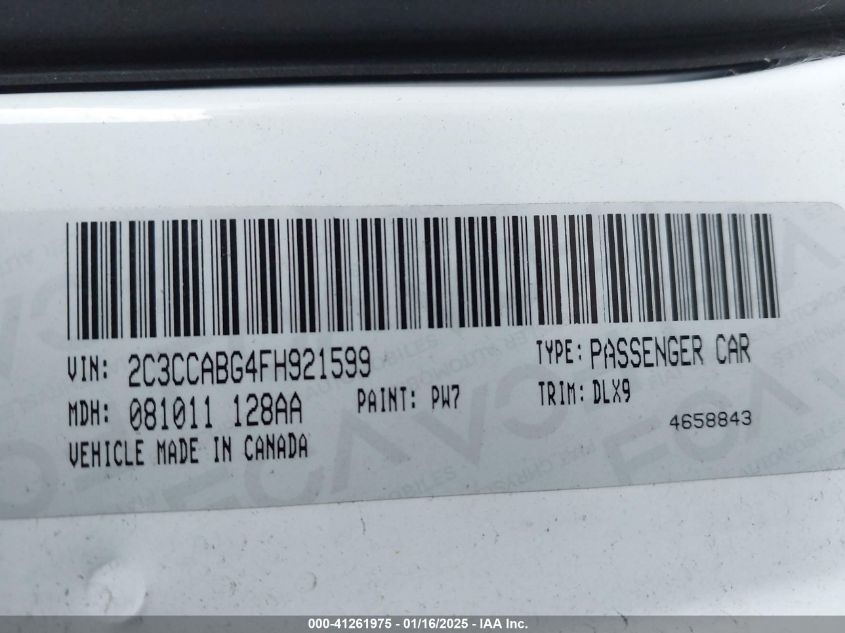 VIN: 2C3CCABG4FH921599 TYPE: PASSENGER CAR
MDH: 081011 128AA PAINT: PW7 TRIM: DLX9
VEHICLE MADE IN CANADA 4658843
000-41261975 - 01/16/2025 - IAA Inc.